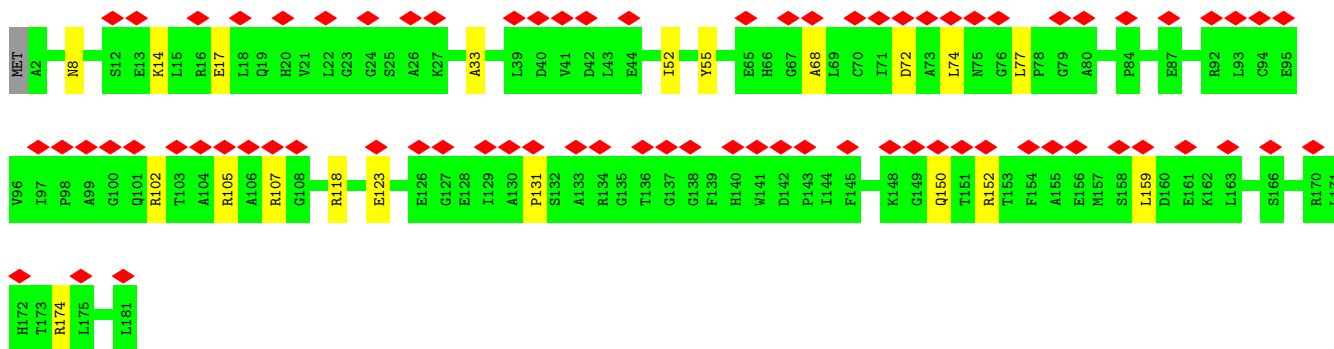 MET A2 N8 S12 E13 K14 L15 R16 E17 L18 Q19 H20 V21 L22 G23 G24 S25 A26 K27 A33 L39 D40 V41 D42 L43 E44 I52 Y55 E65 H66 G67 A68 L69 C70 I71 D72 A73 L74 N75 G76 L77 P78 G79 A80 P84 E87 R92 L93 C94 E95
V96 I97 P98 A99 G100 Q101 R102 T103 A104 R105 A106 R107 G108 R118 E123 E126 G127 E128 I129 A130 P131 S132 A133 R134 G135 T136 G137 G138 F139 H140 W141 D142 P143 I144 F145 K148 G149 Q150 T151 R152 T153 F154 A155 E156 M157 S158 L159 D160 E161 K162 L163 S166 R170 L171
H172 T173 R174 L175 L181